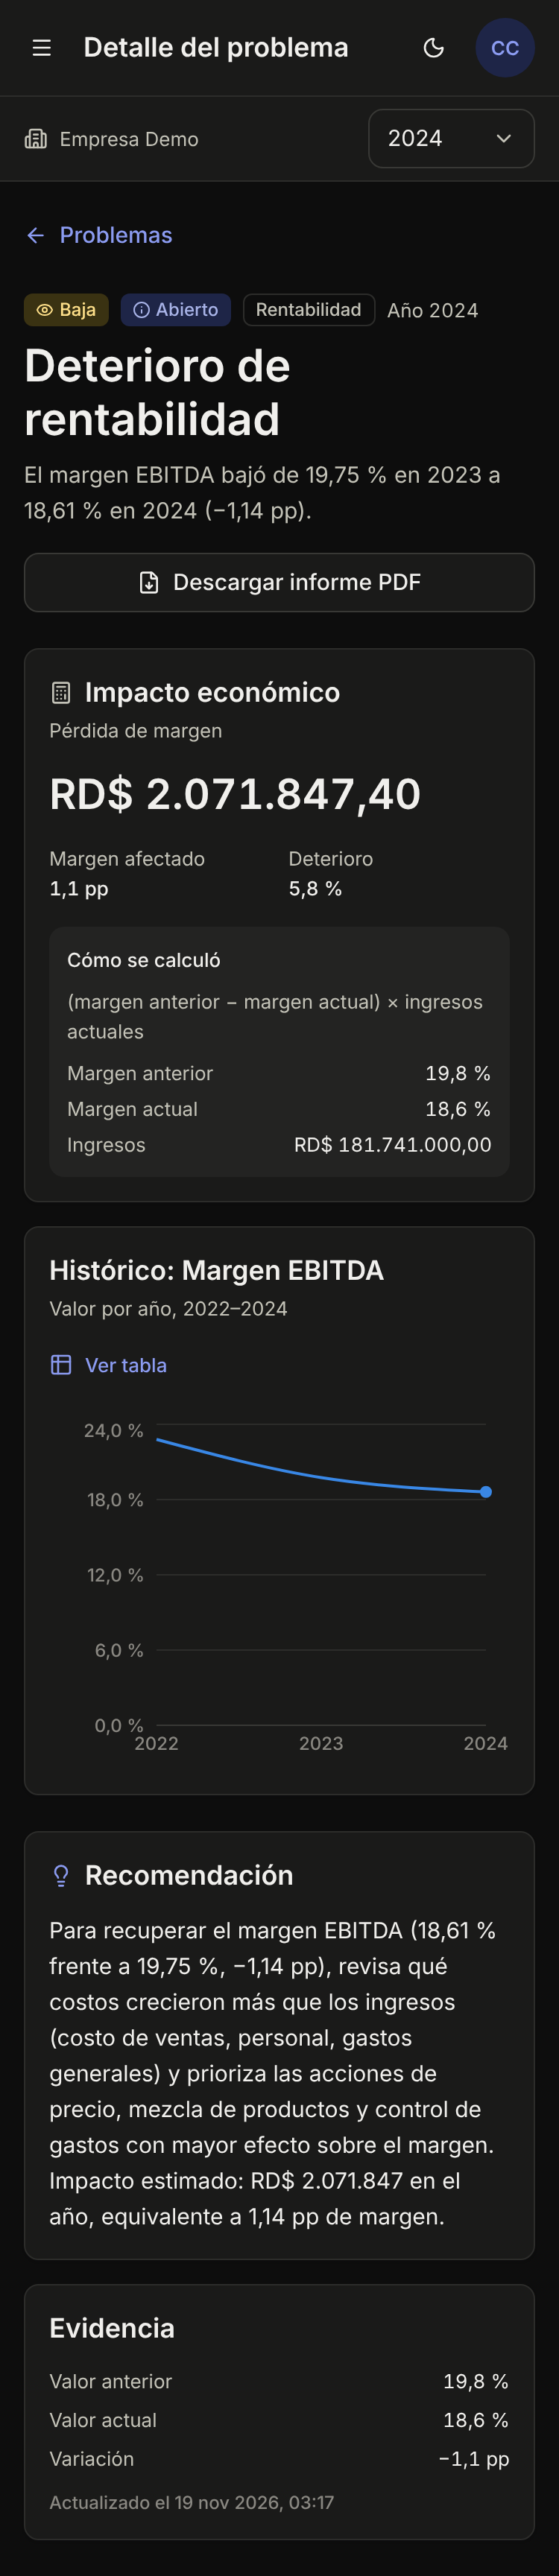 Detalle del problema
CC
Empresa Demo
2024
Problemas
Baja
Abierto
Rentabilidad
Año 2024
Deterioro de
rentabilidad
El margen EBITDA bajó de 19,75 % en 2023 a
18,61 % en 2024 (−1,14 pp).
Descargar informe PDF
Impacto económico
Pérdida de margen
RD$ 2.071.847,40
Margen afectado
1,1 pp
Deterioro
5,8 %
Cómo se calculó
(margen anterior − margen actual) × ingresos
actuales
Margen anterior 19,8 %
Margen actual 18,6 %
Ingresos RD$ 181.741.000,00
Histórico: Margen EBITDA
Valor por año, 2022–2024
Ver tabla
24,0 %
18,0 %
12,0 %
6,0 %
0,0 %
2022 2023 2024
Recomendación
Para recuperar el margen EBITDA (18,61 %
frente a 19,75 %, −1,14 pp), revisa qué
costos crecieron más que los ingresos
(costo de ventas, personal, gastos
generales) y prioriza las acciones de
precio, mezcla de productos y control de
gastos con mayor efecto sobre el margen.
Impacto estimado: RD$ 2.071.847 en el
año, equivalente a 1,14 pp de margen.
Evidencia
Valor anterior 19,8 %
Valor actual 18,6 %
Variación −1,1 pp
Actualizado el 19 nov 2026, 03:17